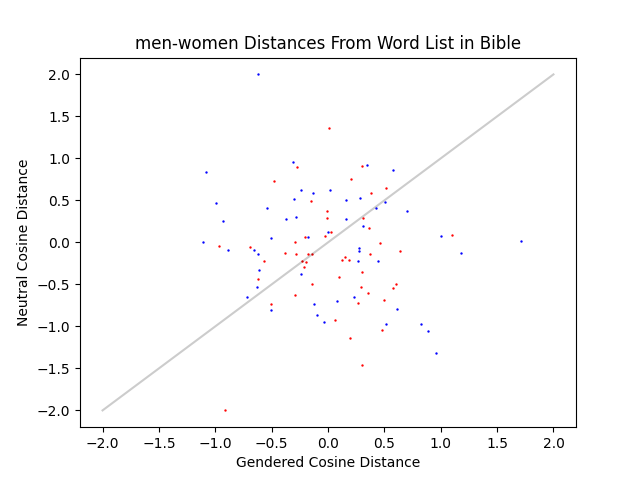 men-women Distances From Word List in Bible
Neutral Cosine Distance
2.0
1.5
1.0
0.5
0.0
−0.5
−1.0
−1.5
−2.0
−2.0 −1.5 −1.0 −0.5 0.0 0.5 1.0 1.5 2.0
Gendered Cosine Distance